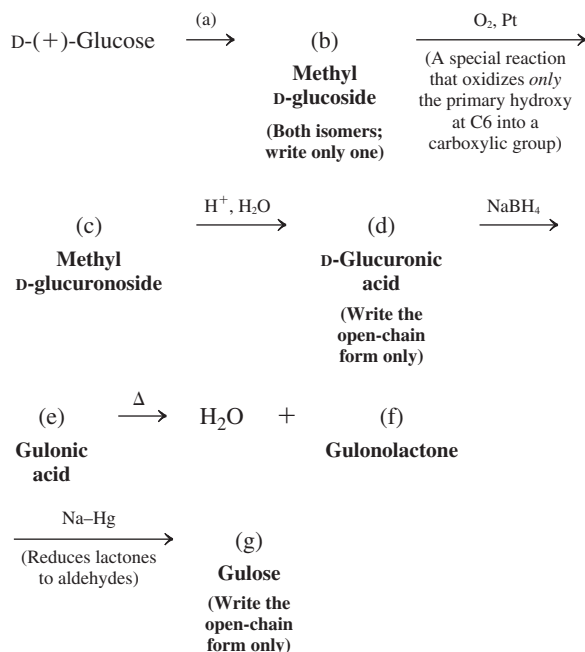 D-(+)-Glucose (a) ⟶ (b) O₂, Pt ⟶
Methyl
D-glucoside
(Both isomers;
write only one)
(A special reaction
that oxidizes only
the primary hydroxy
at C6 into a
carboxylic group)
(c) H⁺, H₂O ⟶ (d) NaBH₄ ⟶
Methyl
D-glucuronoside
D-Glucuronic
acid
(Write the
open-chain
form only)
(e) Δ ⟶ H₂O + (f)
Gulonic
acid
Gulonolactone
Na–Hg ⟶ (g)
(Reduces lactones
to aldehydes)
Gulose
(Write the
open-chain
form only)